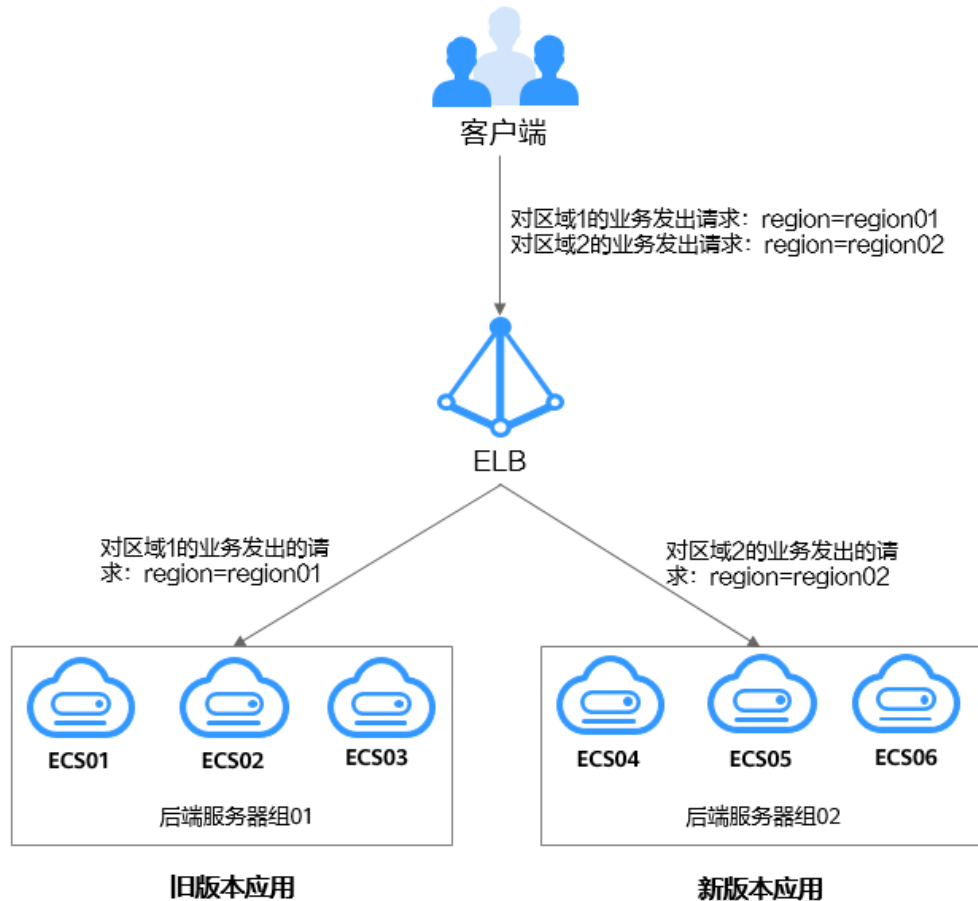 客户端
对区域1的业务发出请求：region=region01
对区域2的业务发出请求：region=region02
ELB
对区域1的业务发出的请
求：region=region01
对区域2的业务发出的请
求：region=region02
ECS01
ECS02
ECS03
ECS04
ECS05
ECS06
后端服务器组01
后端服务器组02
旧版本应用
新版本应用